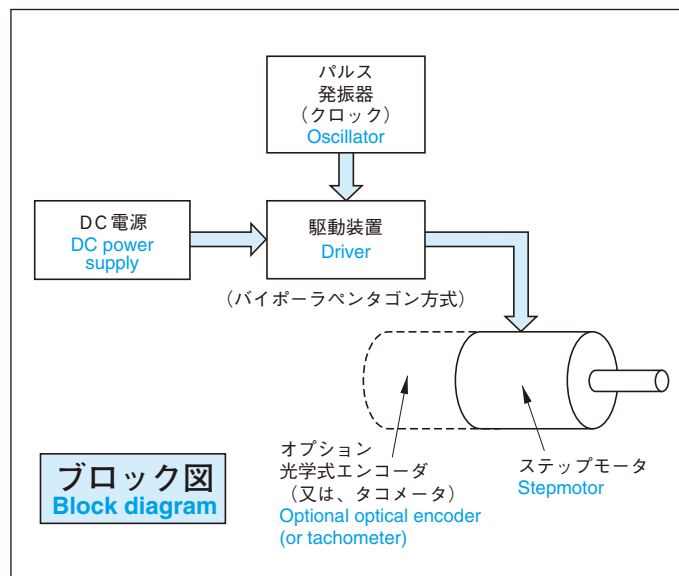 パルス
発振器
(クロック)
Oscillator
DC電源
DC power
supply
駆動装置
Driver
(バイポーラペンタゴン方式)
オプション
光学式エンコーダ
(又は、タコメータ)
Optional optical encoder
(or tachometer)
ステップモータ
Stepmotor
ブロック図
Block diagram